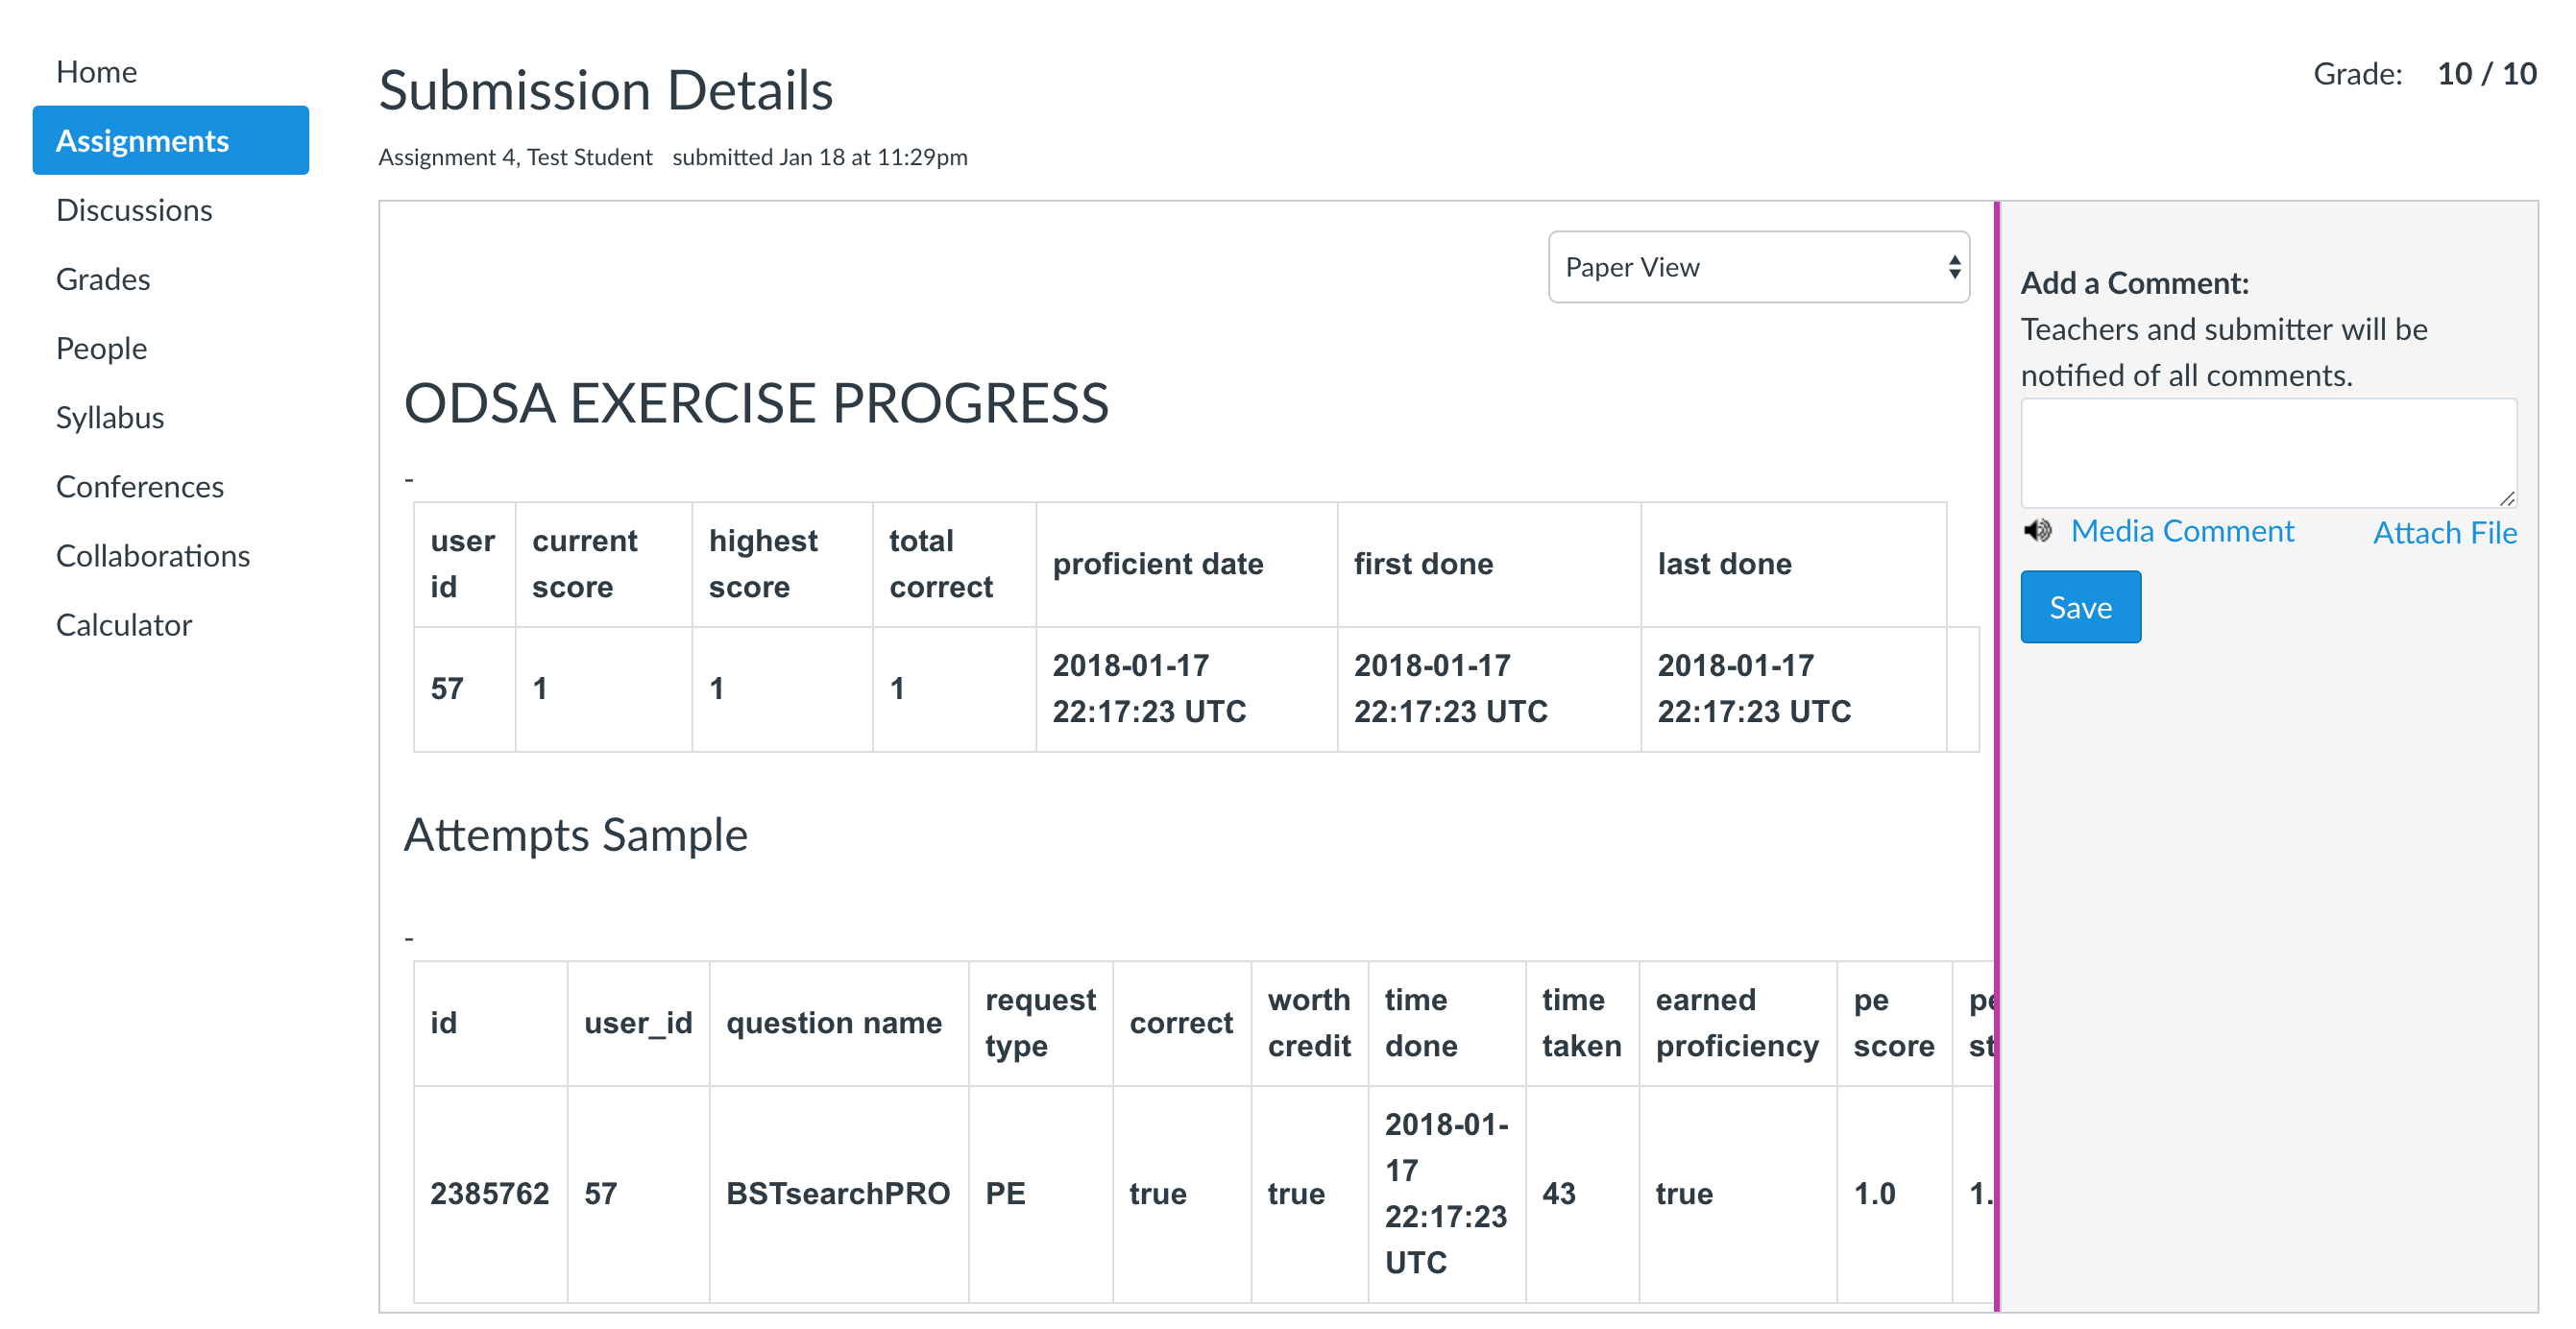 Home
Assignments
Discussions
Grades
People
Syllabus
Conferences
Collaborations
Calculator
Submission Details
Grade: 10 / 10
Assignment 4, Test Student submitted Jan 18 at 11:29pm
Paper View
ODSA EXERCISE PROGRESS
-
user id current score highest score total correct proficient date first done last done
57 1 1 1 2018-01-17 22:17:23 UTC 2018-01-17 22:17:23 UTC 2018-01-17 22:17:23 UTC
Attempts Sample
-
id user_id question name request type correct worth credit time done time taken earned proficiency pe score
2385762 57 BSTsearchPRO PE true true 2018-01-17 22:17:23 UTC 43 true 1.0 1.
Add a Comment:
Teachers and submitter will be
notified of all comments.
Media Comment Attach File
Save